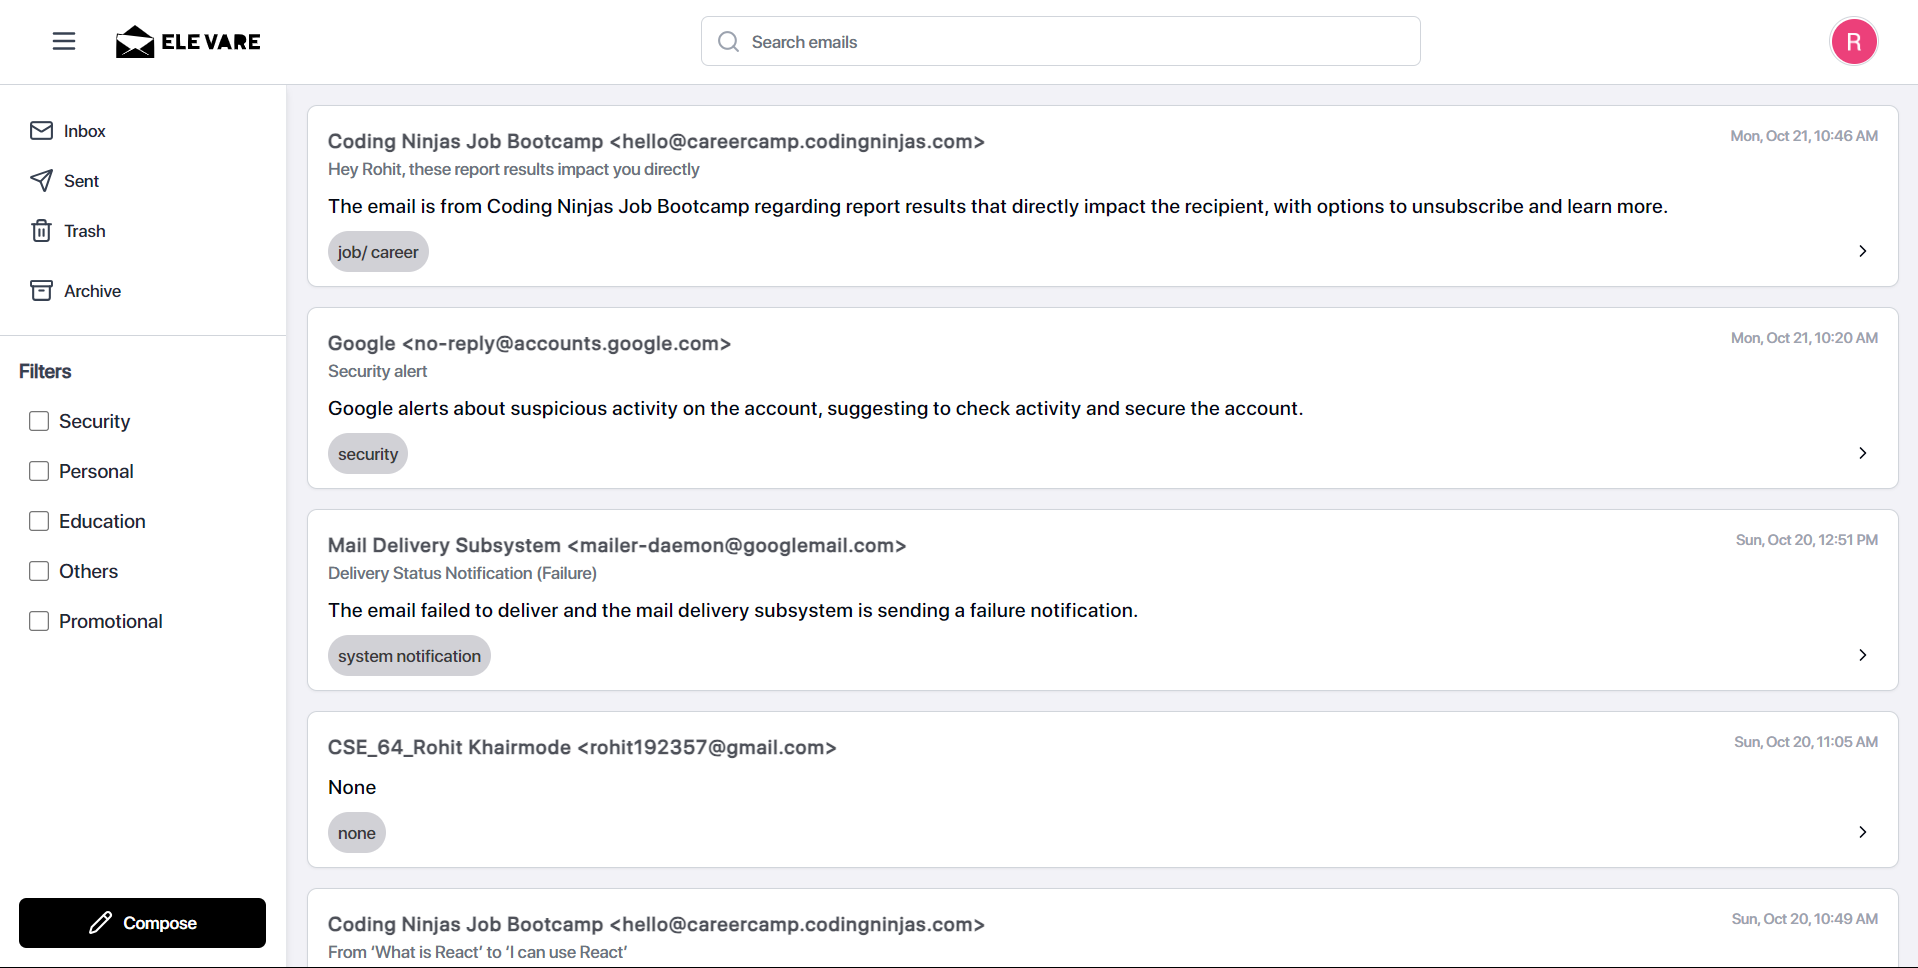 ELEVARE
Search emails
R
Inbox
Sent
Trash
Archive
Filters
Security
Personal
Education
Others
Promotional
Compose
Coding Ninjas Job Bootcamp <hello@careercamp.codingninjas.com>
Mon, Oct 21, 10:46 AM
Hey Rohit, these report results impact you directly
The email is from Coding Ninjas Job Bootcamp regarding report results that directly impact the recipient, with options to unsubscribe and learn more.
job/ career
Google <no-reply@accounts.google.com>
Mon, Oct 21, 10:20 AM
Security alert
Google alerts about suspicious activity on the account, suggesting to check activity and secure the account.
security
Mail Delivery Subsystem <mailer-daemon@googlemail.com>
Sun, Oct 20, 12:51 PM
Delivery Status Notification (Failure)
The email failed to deliver and the mail delivery subsystem is sending a failure notification.
system notification
CSE_64_Rohit Khairmode <rohit192357@gmail.com>
Sun, Oct 20, 11:05 AM
None
none
Coding Ninjas Job Bootcamp <hello@careercamp.codingninjas.com>
Sun, Oct 20, 10:49 AM
From ‘What is React’ to ‘I can use React’